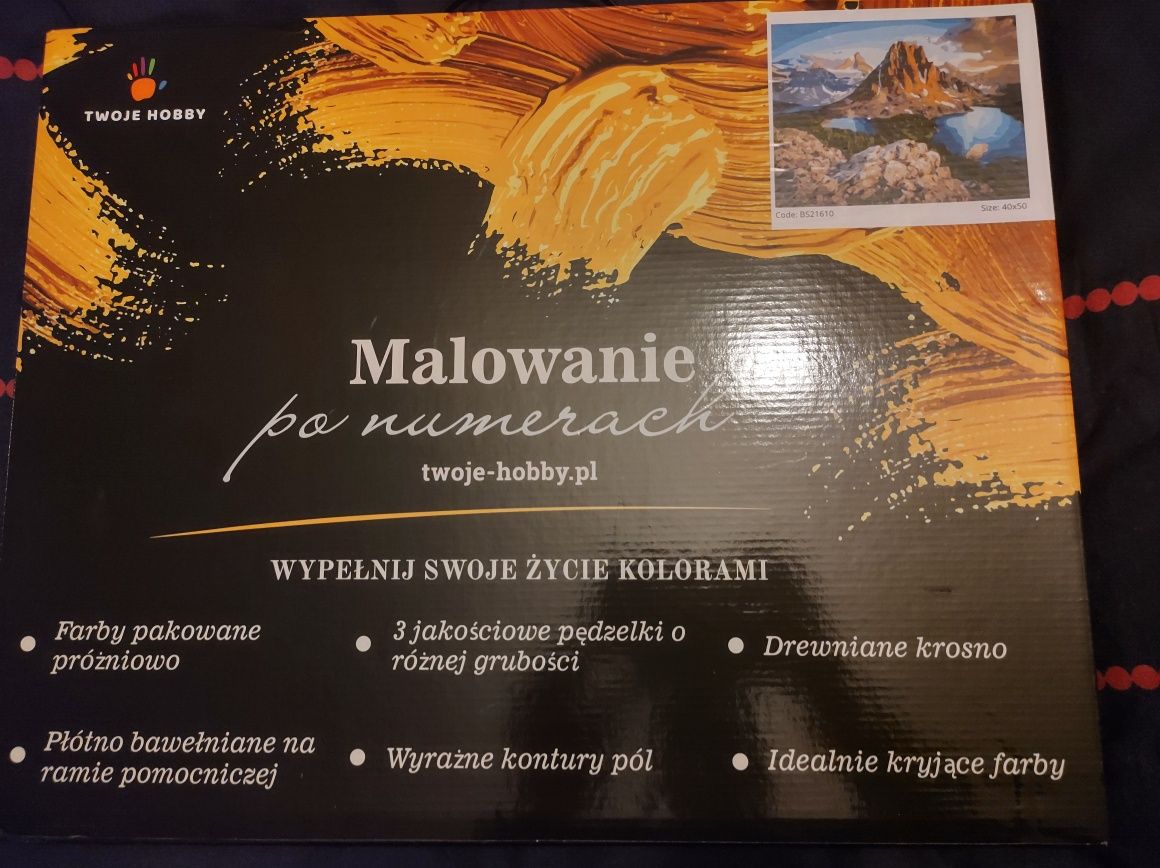 TWOJE HOBBY
Code: BS21610
Size: 40x50
Malowanie
po numerach
twoje-hobby.pl
WYPEŁNIJ SWOJE ŻYCIE KOLORAMI
Farby pakowane
próżniowo
3 jakościowe pędzelki o
różnej grubości
Drewniane krosno
Płótno bawełniane na
ramie pomocniczej
Wyraźne kontury pól
Idealnie kryjące farby